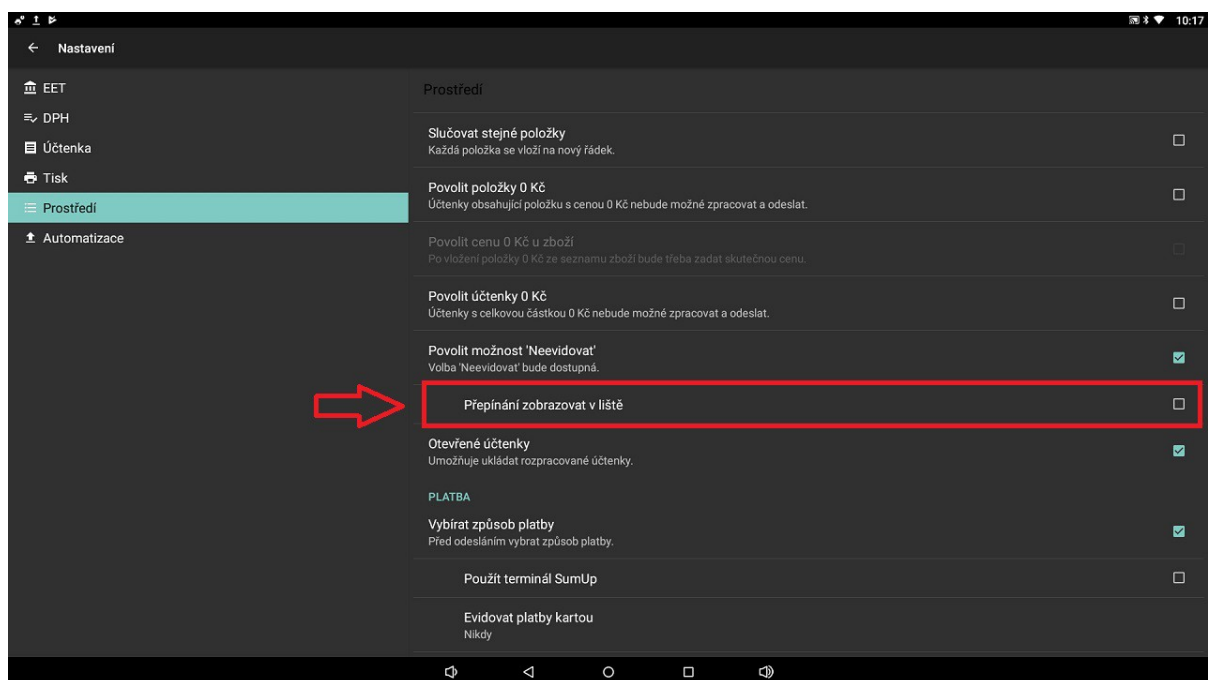 10:17
Nastavení
EET
DPH
Účtenka
Tisk
Prostředí
Automatizace
Prostředí
Slučovat stejné položky
Každá položka se vloží na nový řádek.
Povolit položky 0 Kč
Účtenky obsahující položku s cenou 0 Kč nebude možné zpracovat a odeslat.
Povolit cenu 0 Kč u zboží
Po vložení položky 0 Kč ze seznamu zboží bude třeba zadat skutečnou cenu.
Povolit účtenky 0 Kč
Účtenky s celkovou částkou 0 Kč nebude možné zpracovat a odeslat.
Povolit možnost 'Neevidovat'
Volba 'Neevidovat' bude dostupná.
Přepínání zobrazovat v liště
Otevřené účtenky
Umožňuje ukládat rozpracované účtenky.
PLATBA
Vybírat způsob platby
Před odesláním vybrat způsob platby.
Použít terminál SumUp
Evidovat platby kartou
Nikdy